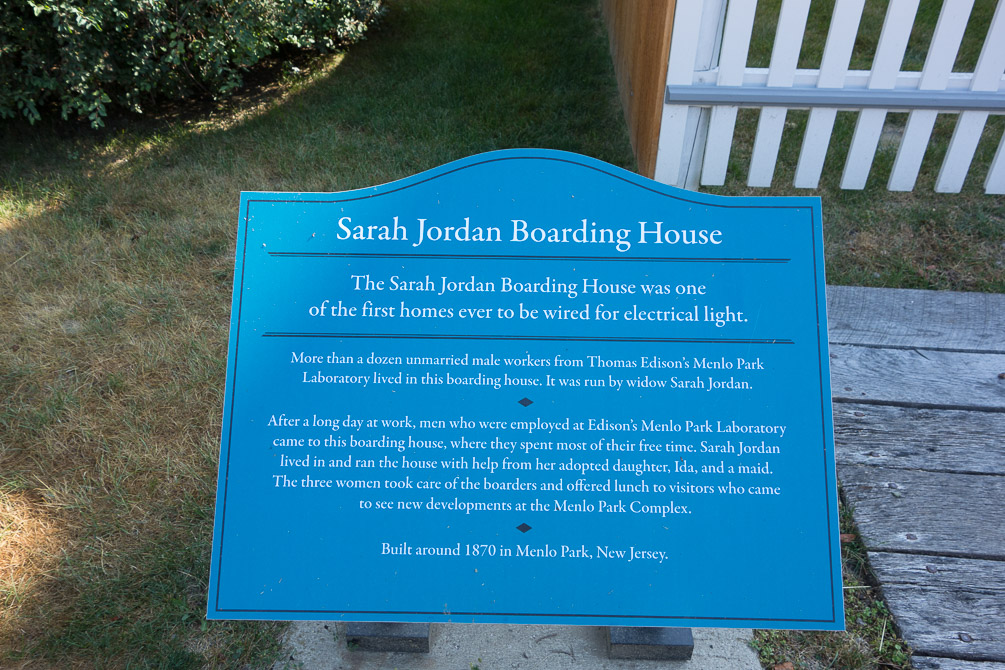 Sarah Jordan Boarding House
The Sarah Jordan Boarding House was one
of the first homes ever to be wired for electrical light.
More than a dozen unmarried male workers from Thomas Edison's Menlo Park
Laboratory lived in this boarding house. It was run by widow Sarah Jordan.
After a long day at work, men who were employed at Edison's Menlo Park Laboratory
came to this boarding house, where they spent most of their free time. Sarah Jordan
lived in and ran the house with help from her adopted daughter, Ida, and a maid.
The three women took care of the boarders and offered lunch to visitors who came
to see new developments at the Menlo Park Complex.
Built around 1870 in Menlo Park, New Jersey.